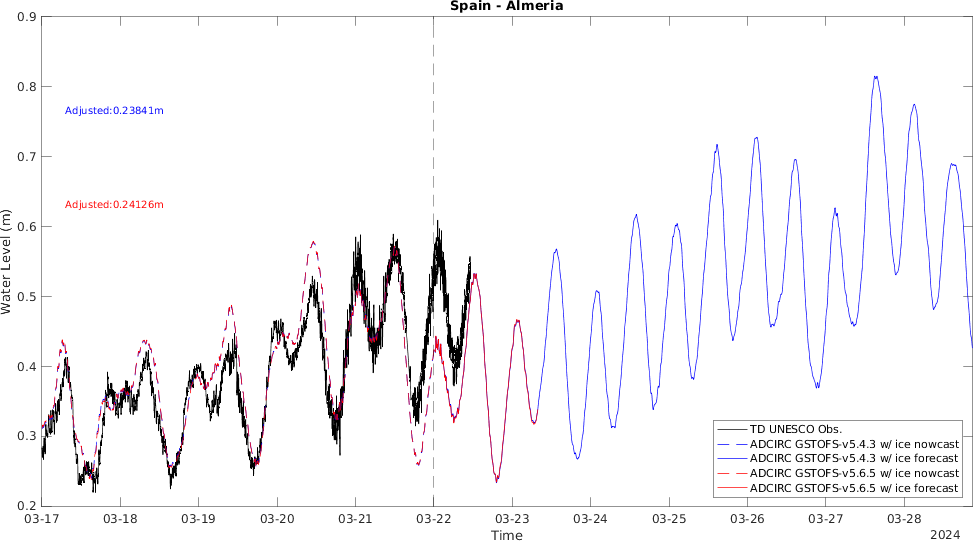 Spain - Almeria
0.9
0.8
0.7
0.6
0.5
0.4
0.3
0.2
Water Level (m)
Adjusted:0.23841m
Adjusted:0.24126m
TD UNESCO Obs.
ADCIRC GSTOFS-v5.4.3 w/ ice nowcast
ADCIRC GSTOFS-v5.4.3 w/ ice forecast
ADCIRC GSTOFS-v5.6.5 w/ ice nowcast
ADCIRC GSTOFS-v5.6.5 w/ ice forecast
03-17 03-18 03-19 03-20 03-21 03-22 03-23 03-24 03-25 03-26 03-27 03-28
Time
2024